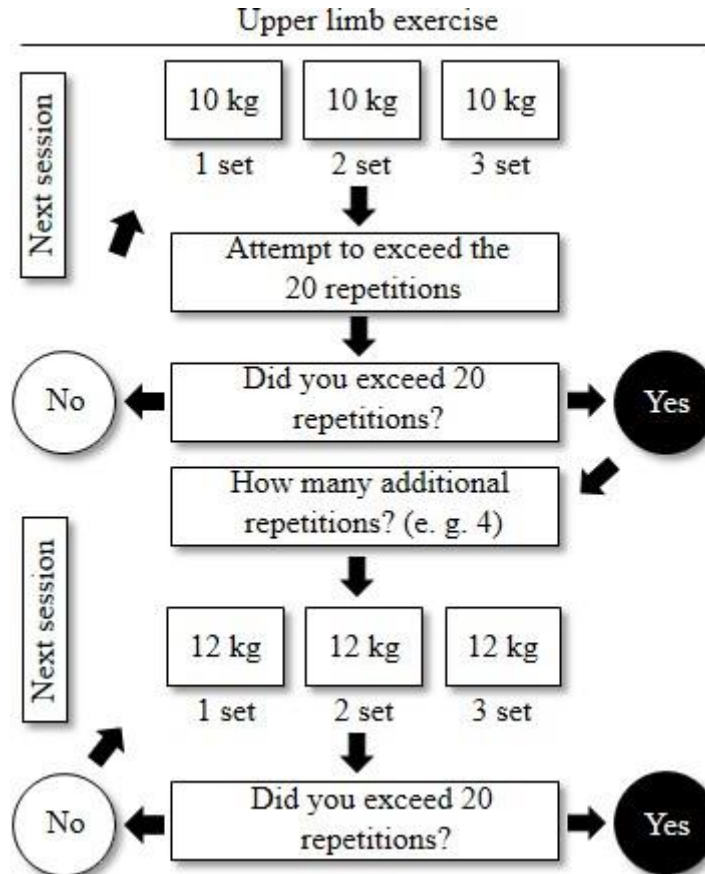 Upper limb exercise
Next session
10 kg 10 kg 10 kg
1 set 2 set 3 set
Attempt to exceed the
20 repetitions
No
Did you exceed 20
repetitions?
Yes
How many additional
repetitions? (e. g. 4)
Next session
12 kg 12 kg 12 kg
1 set 2 set 3 set
No
Did you exceed 20
repetitions?
Yes